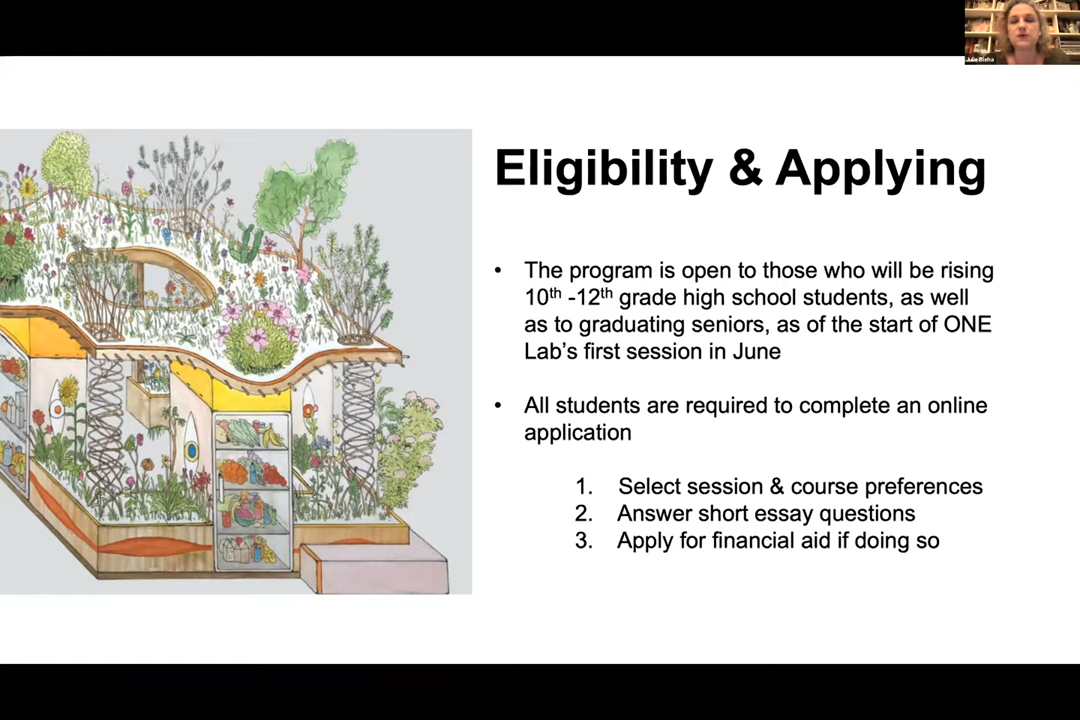 Julie Bleha
Eligibility & Applying
• The program is open to those who will be rising
10th -12th grade high school students, as well
as to graduating seniors, as of the start of ONE
Lab’s first session in June
• All students are required to complete an online
application
1. Select session & course preferences
2. Answer short essay questions
3. Apply for financial aid if doing so